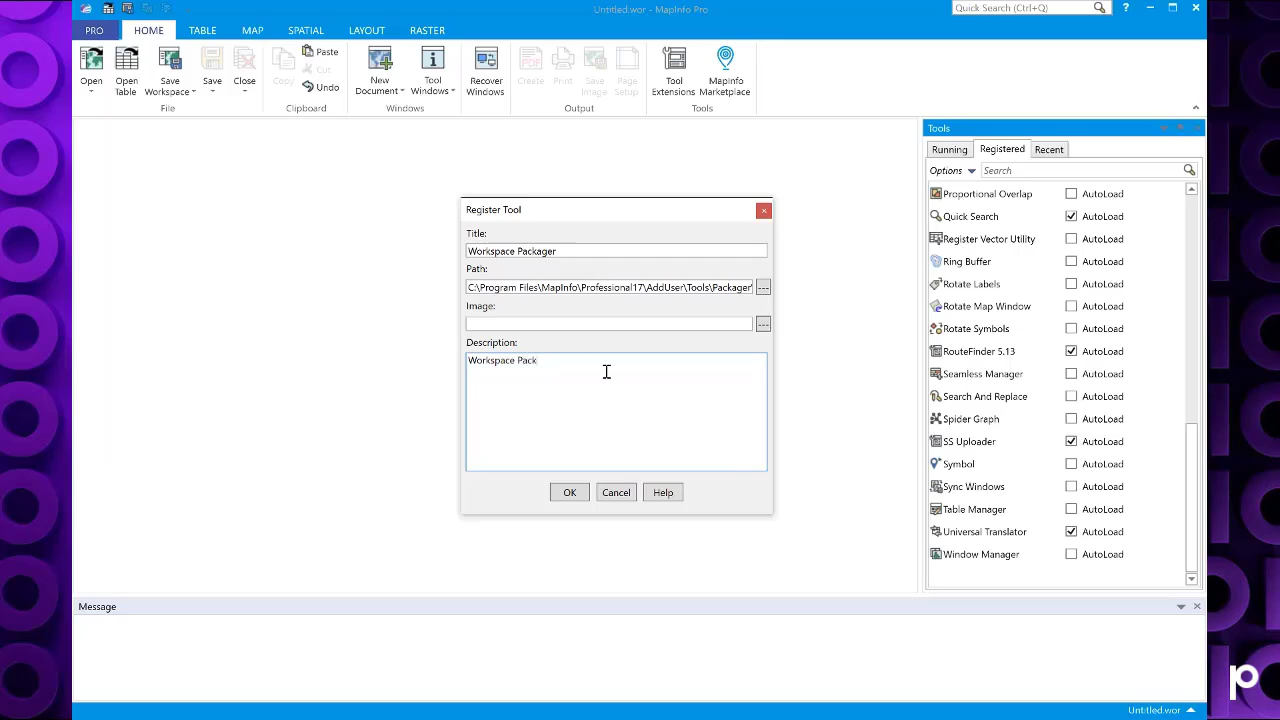 Untitled.wor - MapInfo Pro
Quick Search (Ctrl+Q)
PRO HOME TABLE MAP SPATIAL LAYOUT RASTER
Open
Open Table
Save Workspace
Save
Close
File
Copy
Paste
Cut
Undo
Clipboard
New Document
Tool Windows
Windows
Recover Windows
Create
Print
Save Image
Page Setup
Output
Tool Extensions
MapInfo Marketplace
Tools
Tools
Running Registered Recent
Options Search
Proportional Overlap AutoLoad
Quick Search AutoLoad
Register Vector Utility AutoLoad
Ring Buffer AutoLoad
Rotate Labels AutoLoad
Rotate Map Window AutoLoad
Rotate Symbols AutoLoad
RouteFinder 5.13 AutoLoad
Seamless Manager AutoLoad
Search And Replace AutoLoad
Spider Graph AutoLoad
SS Uploader AutoLoad
Symbol AutoLoad
Sync Windows AutoLoad
Table Manager AutoLoad
Universal Translator AutoLoad
Window Manager AutoLoad
Register Tool
Title:
Workspace Packager
Path:
C:\Program Files\MapInfo\Professional17\AddUser\Tools\Packager\
Image:
Description:
Workspace Pack
OK Cancel Help
Message
Untitled.wor
p